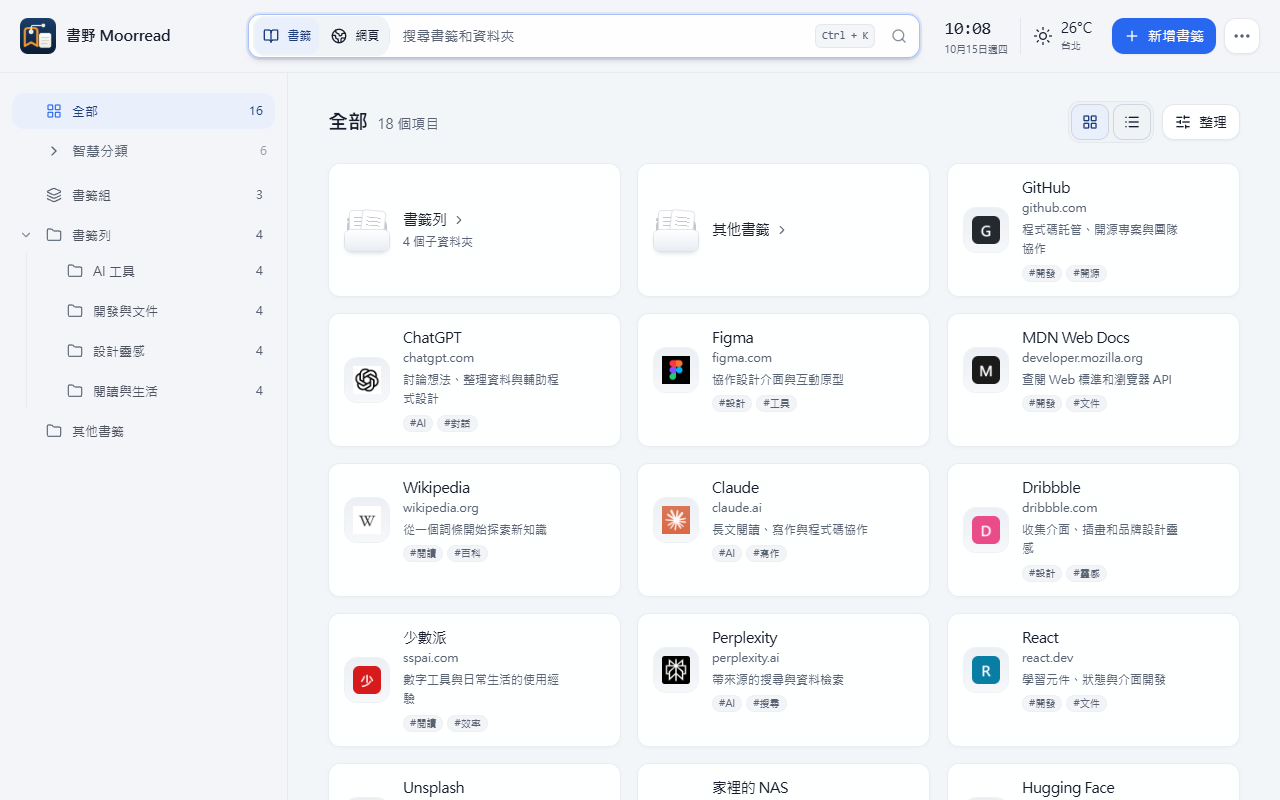 書野 Moorread
書籤
網頁
搜尋書籤和資料夾
Ctrl + K
10:08
10月15日週四
26°C
台北
新增書籤
全部 16
智慧分類 6
書籤組 3
書籤列 4
AI 工具 4
開發與文件 4
設計靈感 4
閱讀與生活 4
其他書籤
全部 18 個項目
整理
書籤列
4 個子資料夾
其他書籤
GitHub
github.com
程式碼託管、開源專案與團隊
協作
#開發 #開源
ChatGPT
chatgpt.com
討論想法、整理資料與輔助程
式設計
#AI #對話
Figma
figma.com
協作設計介面與互動原型
#設計 #工具
M
MDN Web Docs
developer.mozilla.org
查閱 Web 標準和瀏覽器 API
#開發 #文件
W
Wikipedia
wikipedia.org
從一個詞條開始探索新知識
#閱讀 #百科
Claude
claude.ai
長文閱讀、寫作與程式碼協作
#AI #寫作
D
Dribbble
dribbble.com
收集介面、插畫和品牌設計靈
感
#設計 #靈感
少
少數派
sspai.com
數字工具與日常生活的使用經
驗
#閱讀 #效率
Perplexity
perplexity.ai
帶來源的搜尋與資料檢索
#AI #搜尋
R
React
react.dev
學習元件、狀態與介面開發
#開發 #文件
Unsplash
家裡的 NAS
Hugging Face